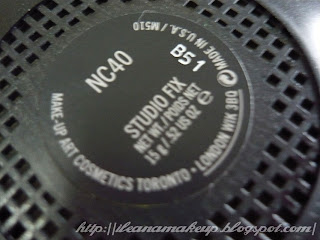 NC40
B51
STUDIO FIX
NET WT./POIDS NET
15 g / .52 US OZ ℮
MAKE-UP ART COSMETICS TORONTO • LONDON W1K 3BQ
MADE IN U.S.A. / M510
http://ileanamakeup.blogspot.com/